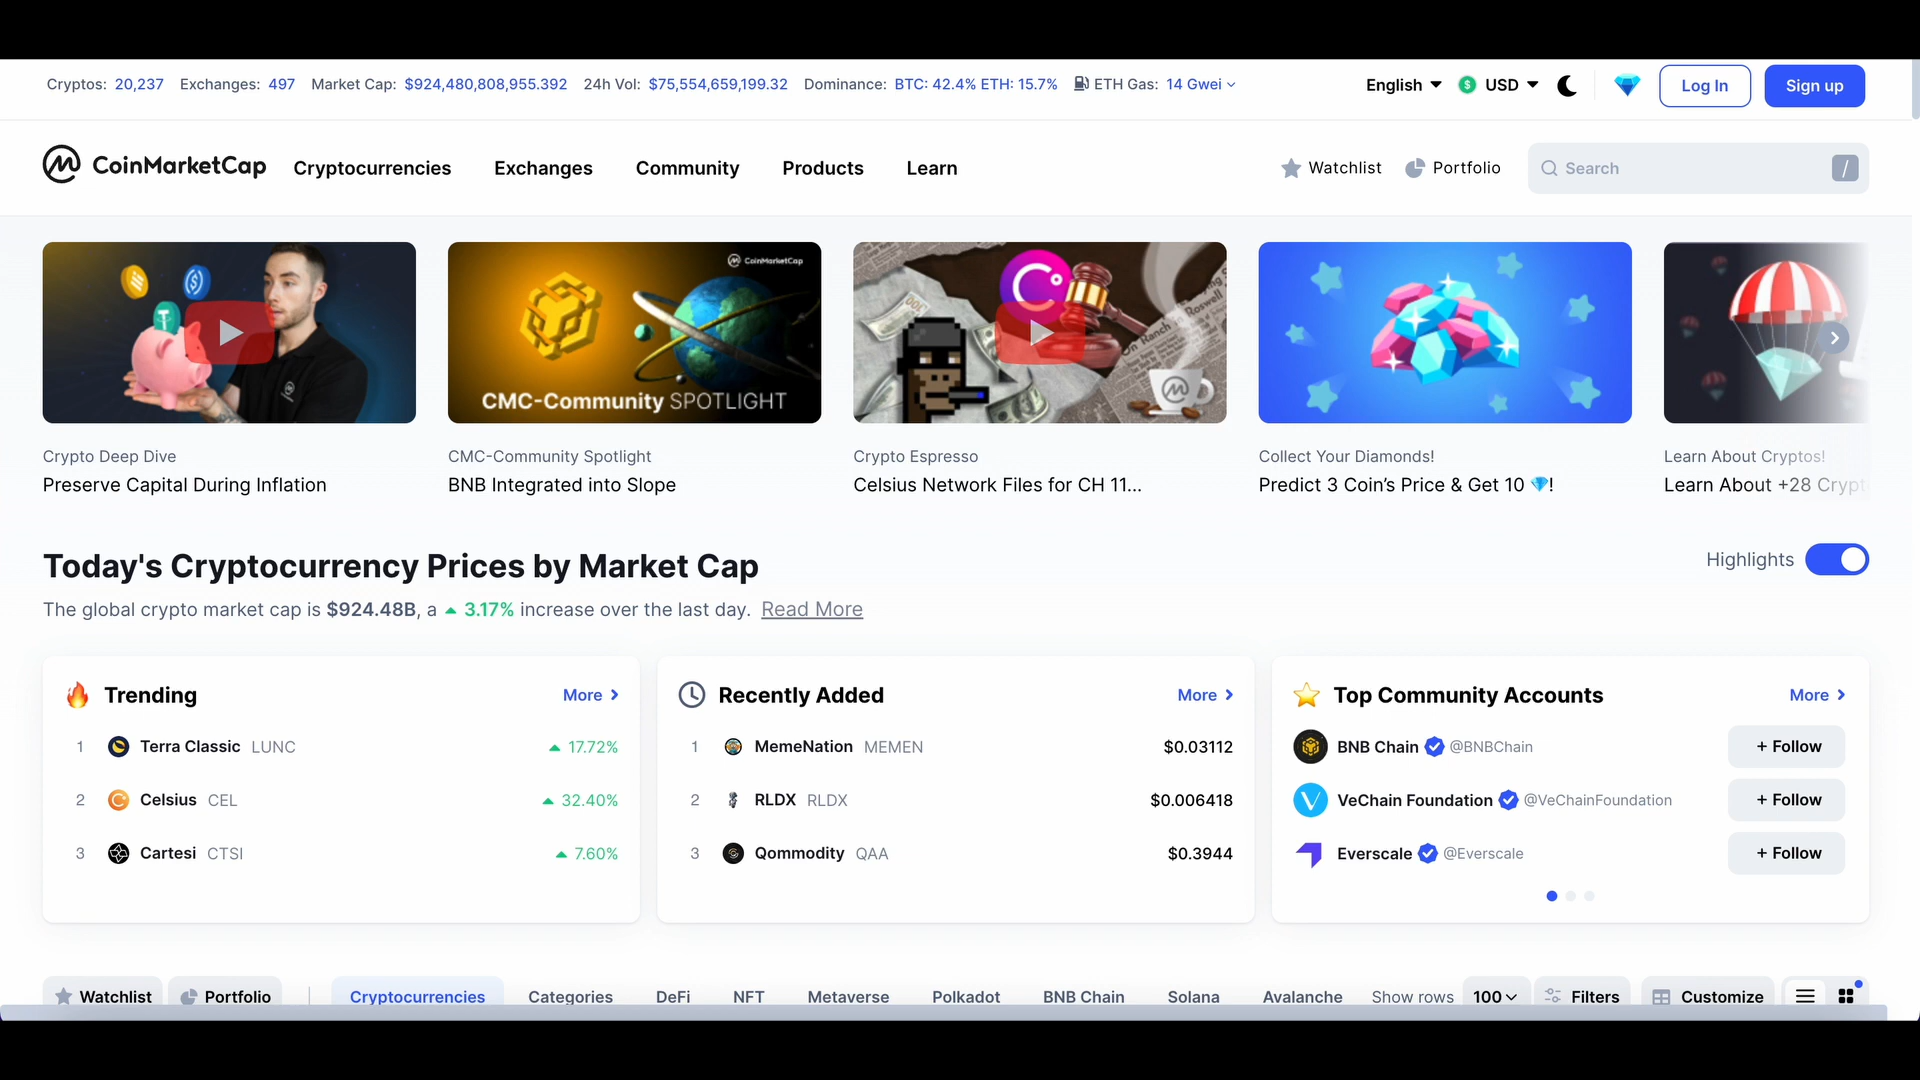 Cryptos: 20,237 Exchanges: 497 Market Cap: $924,480,808,955.392 24h Vol: $75,554,659,199.32 Dominance: BTC: 42.4% ETH: 15.7% ETH Gas: 14 Gwei English $ USD Log In Sign up
CoinMarketCap Cryptocurrencies Exchanges Community Products Learn Watchlist Portfolio Search /
CoinMarketCap
CMC-Community SPOTLIGHT
Crypto Deep Dive
Preserve Capital During Inflation
CMC-Community Spotlight
BNB Integrated into Slope
Crypto Espresso
Celsius Network Files for CH 11...
Collect Your Diamonds!
Predict 3 Coin's Price & Get 10 💎!
Learn About Cryptos!
Learn About +28 Crypt
Today's Cryptocurrency Prices by Market Cap
Highlights
The global crypto market cap is $924.48B, a ▲ 3.17% increase over the last day. Read More
Trending More >
1 Terra Classic LUNC ▲ 17.72%
2 Celsius CEL ▲ 32.40%
3 Cartesi CTSI ▲ 7.60%
Recently Added More >
1 MemeNation MEMEN $0.03112
2 RLDX RLDX $0.006418
3 Qommodity QAA $0.3944
Top Community Accounts More >
BNB Chain @BNBChain + Follow
VeChain Foundation @VeChainFoundation + Follow
Everscale @Everscale + Follow
Watchlist Portfolio Cryptocurrencies Categories DeFi NFT Metaverse Polkadot BNB Chain Solana Avalanche Show rows 100 Filters Customize